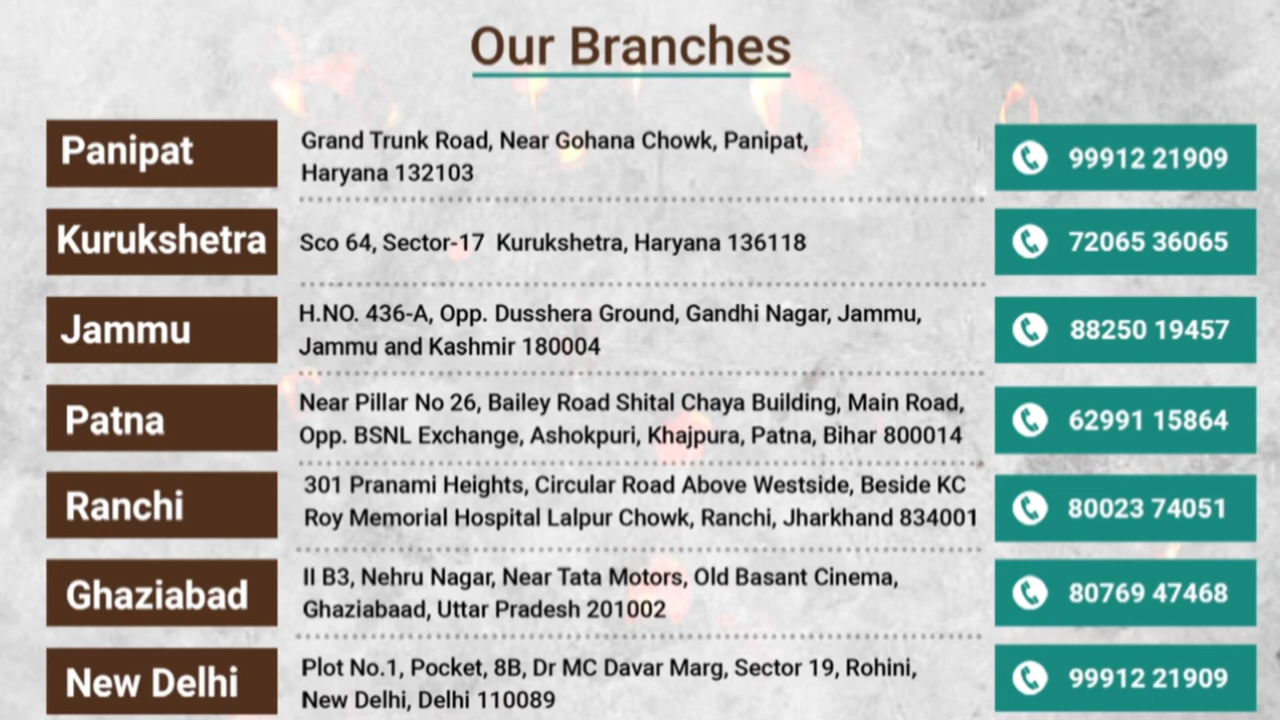 Our Branches
Panipat
Grand Trunk Road, Near Gohana Chowk, Panipat,
Haryana 132103
99912 21909
Kurukshetra
Sco 64, Sector-17 Kurukshetra, Haryana 136118
72065 36065
Jammu
H.NO. 436-A, Opp. Dusshera Ground, Gandhi Nagar, Jammu,
Jammu and Kashmir 180004
88250 19457
Patna
Near Pillar No 26, Bailey Road Shital Chaya Building, Main Road,
Opp. BSNL Exchange, Ashokpuri, Khajpura, Patna, Bihar 800014
62991 15864
Ranchi
301 Pranami Heights, Circular Road Above Westside, Beside KC
Roy Memorial Hospital Lalpur Chowk, Ranchi, Jharkhand 834001
80023 74051
Ghaziabad
II B3, Nehru Nagar, Near Tata Motors, Old Basant Cinema,
Ghaziabaad, Uttar Pradesh 201002
80769 47468
New Delhi
Plot No.1, Pocket, 8B, Dr MC Davar Marg, Sector 19, Rohini,
New Delhi, Delhi 110089
99912 21909